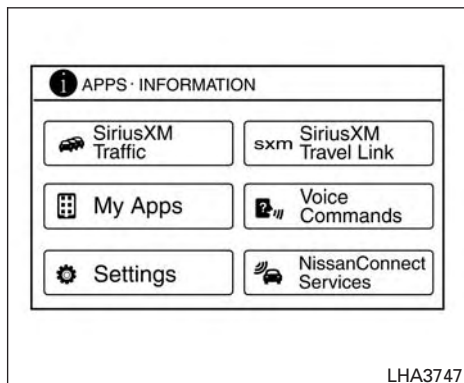 i APPS · INFORMATION
SiriusXM
Traffic
sxm SiriusXM
Travel Link
My Apps
? Voice
Commands
Settings
NissanConnect
Services
LHA3747